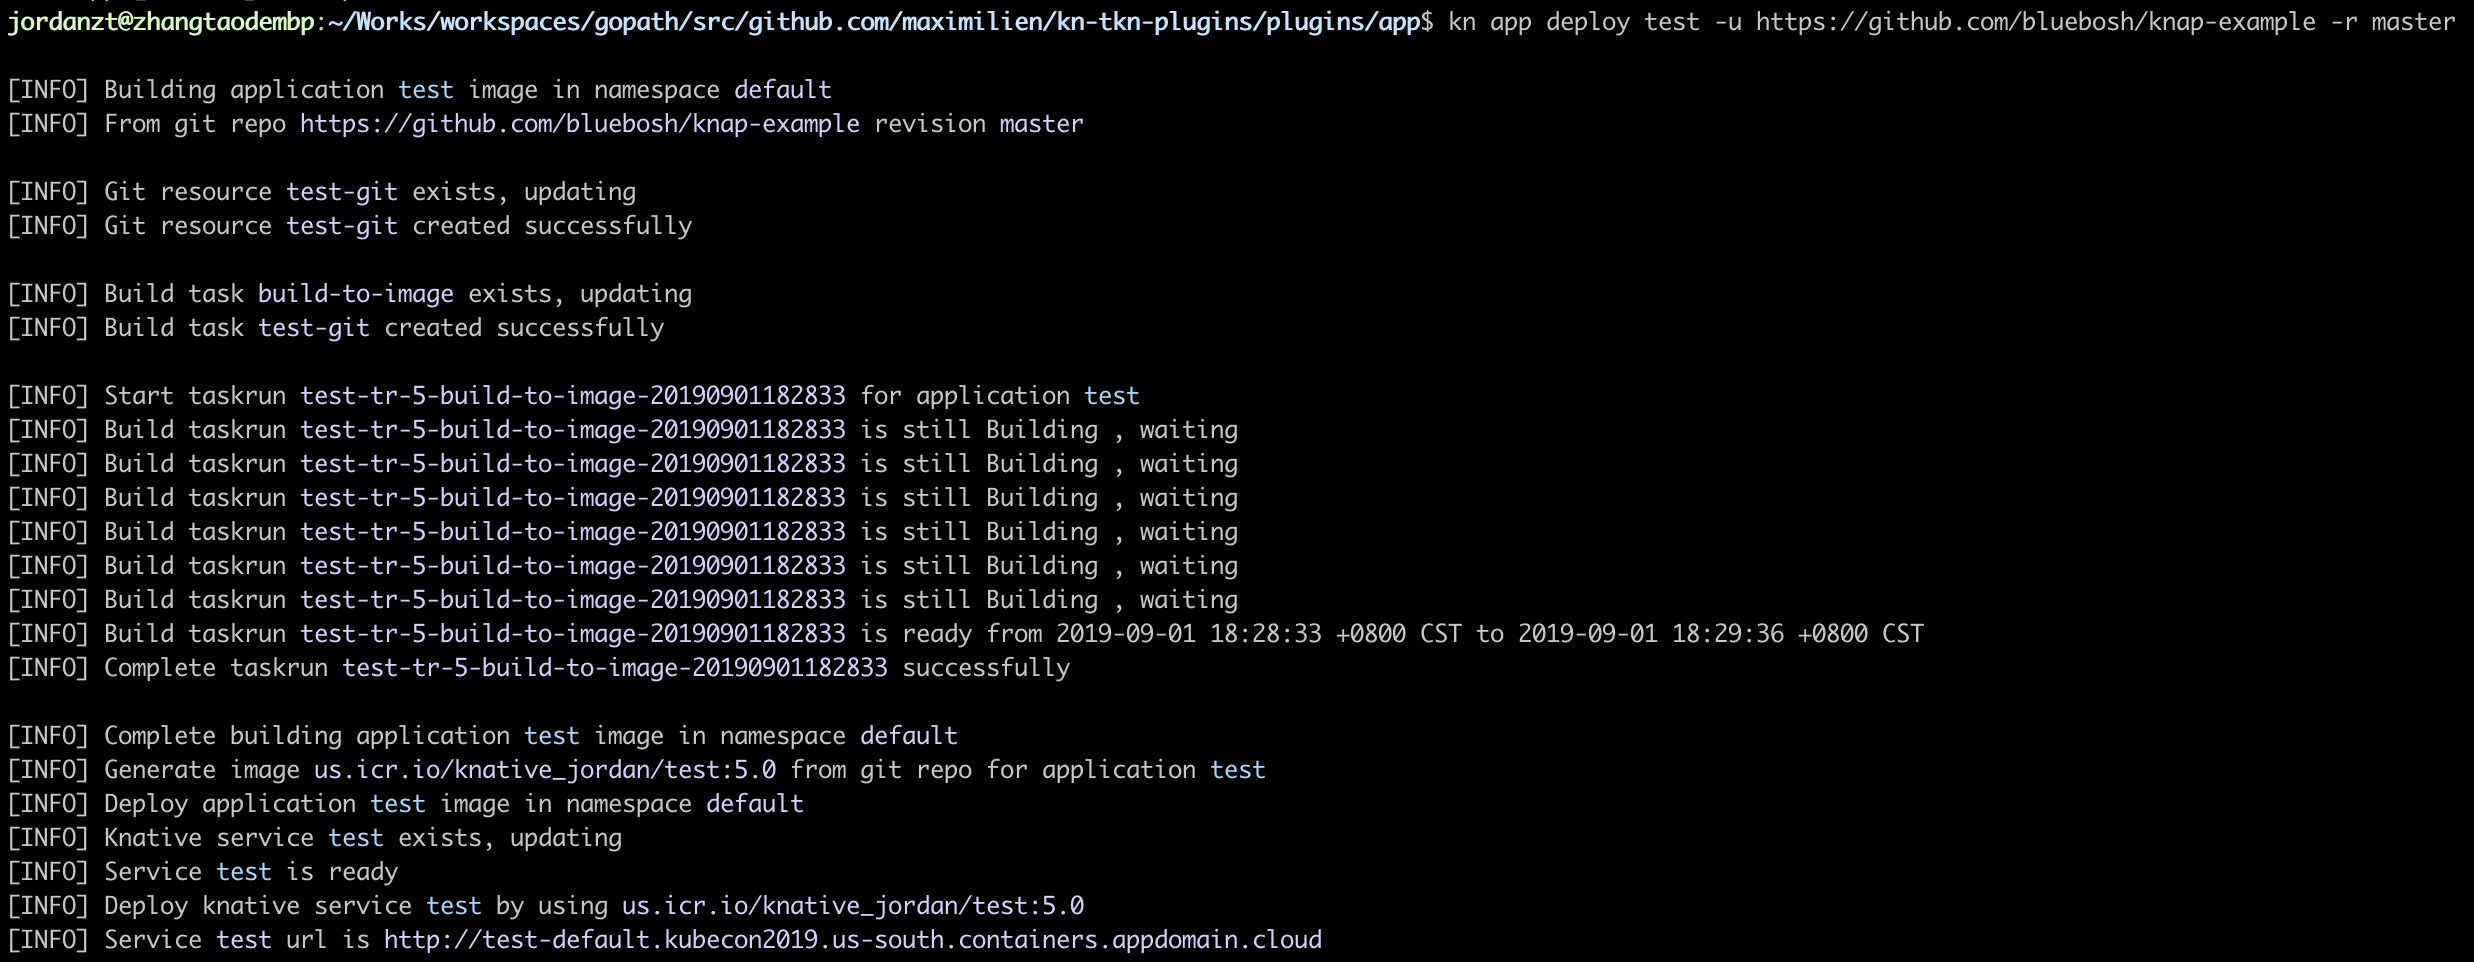 jordanzt@zhangtaodembp:~/Works/workspaces/gopath/src/github.com/maximilien/kn-tkn-plugins/plugins/app$ kn app deploy test -u https://github.com/bluebosh/knap-example -r master
[INFO] Building application test image in namespace default
[INFO] From git repo https://github.com/bluebosh/knap-example revision master
[INFO] Git resource test-git exists, updating
[INFO] Git resource test-git created successfully
[INFO] Build task build-to-image exists, updating
[INFO] Build task test-git created successfully
[INFO] Start taskrun test-tr-5-build-to-image-20190901182833 for application test
[INFO] Build taskrun test-tr-5-build-to-image-20190901182833 is still Building , waiting
[INFO] Build taskrun test-tr-5-build-to-image-20190901182833 is still Building , waiting
[INFO] Build taskrun test-tr-5-build-to-image-20190901182833 is still Building , waiting
[INFO] Build taskrun test-tr-5-build-to-image-20190901182833 is still Building , waiting
[INFO] Build taskrun test-tr-5-build-to-image-20190901182833 is still Building , waiting
[INFO] Build taskrun test-tr-5-build-to-image-20190901182833 is still Building , waiting
[INFO] Build taskrun test-tr-5-build-to-image-20190901182833 is ready from 2019-09-01 18:28:33 +0800 CST to 2019-09-01 18:29:36 +0800 CST
[INFO] Complete taskrun test-tr-5-build-to-image-20190901182833 successfully
[INFO] Complete building application test image in namespace default
[INFO] Generate image us.icr.io/knative_jordan/test:5.0 from git repo for application test
[INFO] Deploy application test image in namespace default
[INFO] Knative service test exists, updating
[INFO] Service test is ready
[INFO] Deploy knative service test by using us.icr.io/knative_jordan/test:5.0
[INFO] Service test url is http://test-default.kubecon2019.us-south.containers.appdomain.cloud